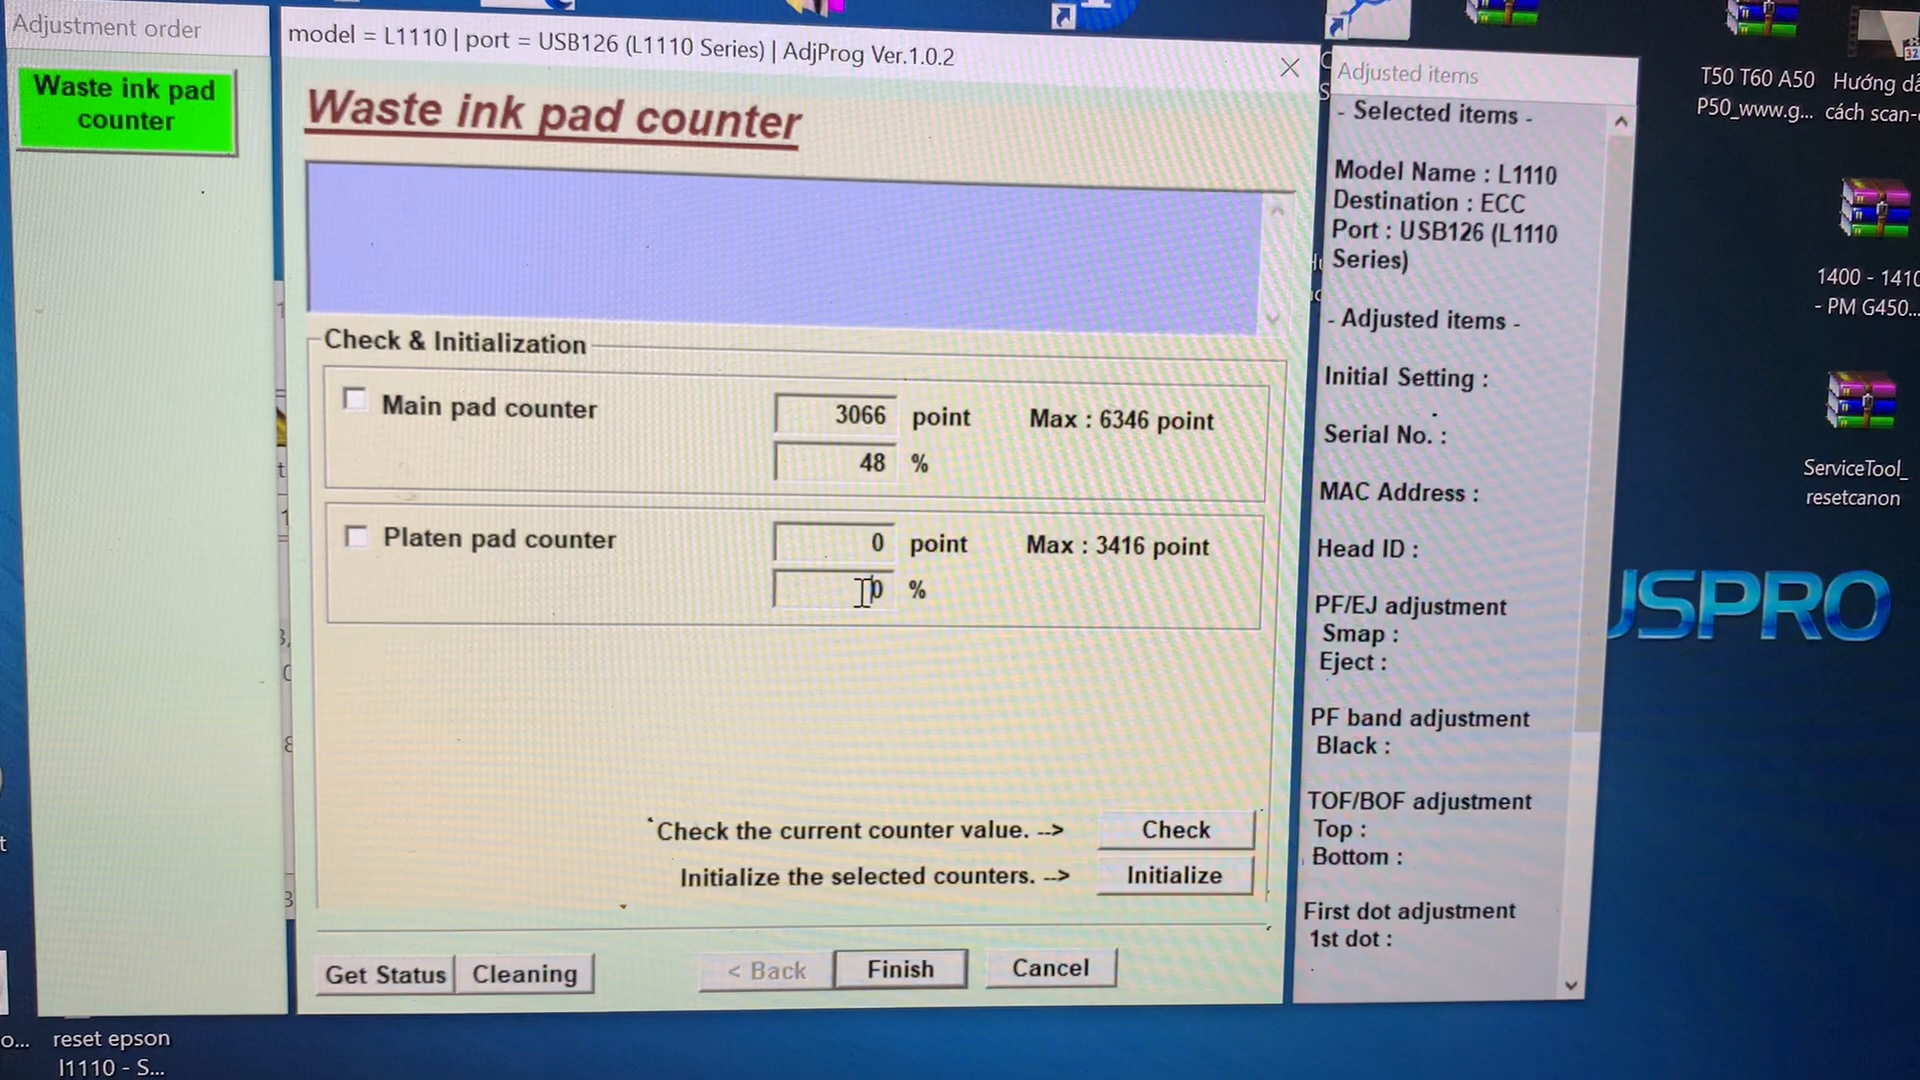 Adjustment order
Waste ink pad
counter
model = L1110 | port = USB126 (L1110 Series) | AdjProg Ver.1.0.2
Waste ink pad counter
Check & Initialization
Main pad counter
3066 point Max : 6346 point
48 %
Platen pad counter
0 point Max : 3416 point
0 %
Check the current counter value. -->
Check
Initialize the selected counters. -->
Initialize
Get Status
Cleaning
< Back
Finish
Cancel
Adjusted items
- Selected items -
Model Name : L1110
Destination : ECC
Port : USB126 (L1110
Series)
- Adjusted items -
Initial Setting :
Serial No. :
MAC Address :
Head ID :
PF/EJ adjustment
Smap :
Eject :
PF band adjustment
Black :
TOF/BOF adjustment
Top :
Bottom :
First dot adjustment
1st dot :
T50 T60 A50
P50_www.g...
Hướng dẫ
cách scan-
32
1400 - 1410
- PM G450...
ServiceTool_
resetcanon
USPRO
o...
reset epson
l1110 - S...